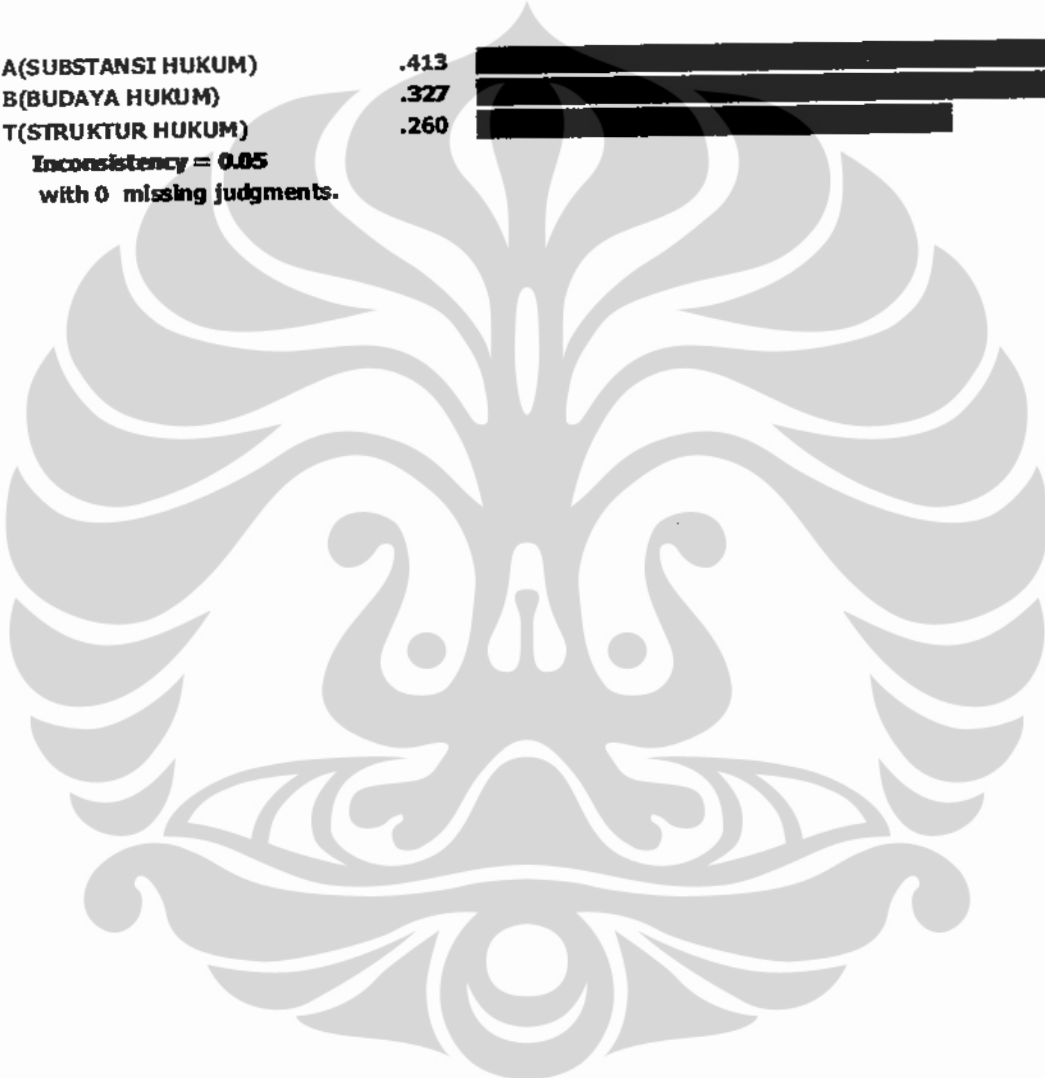 A(SUBSTANSI HUKUM) .413
B(BUDAYA HUKUM) .327
T(STRUKTUR HUKUM) .260
Inconsistency = 0.05
with 0 missing judgments.